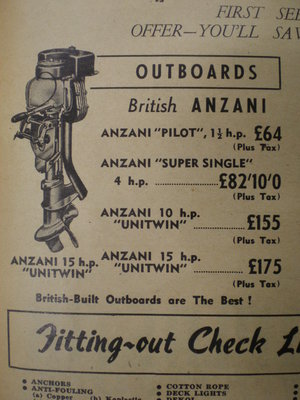 FIRST SEE
OFFER—YOU'LL SAV
OUTBOARDS
British ANZANI
ANZANI "PILOT", 1½ h.p. £64
(Plus Tax)
ANZANI "SUPER SINGLE"
4 h.p. ................ £82'10'0
(Plus Tax)
ANZANI 10 h.p.
"UNITWIN" ............ £155
(Plus Tax)
ANZANI 15 h.p.
"UNITWIN" ............ £175
(Plus Tax)
ANZANI 15 h.p.
"UNITWIN"
British-Built Outboards are The Best !
Fitting-out Check L
● ANCHORS
● ANTI-FOULING
(a) Copper
● COTTON ROPE
● DECK LIGHTS